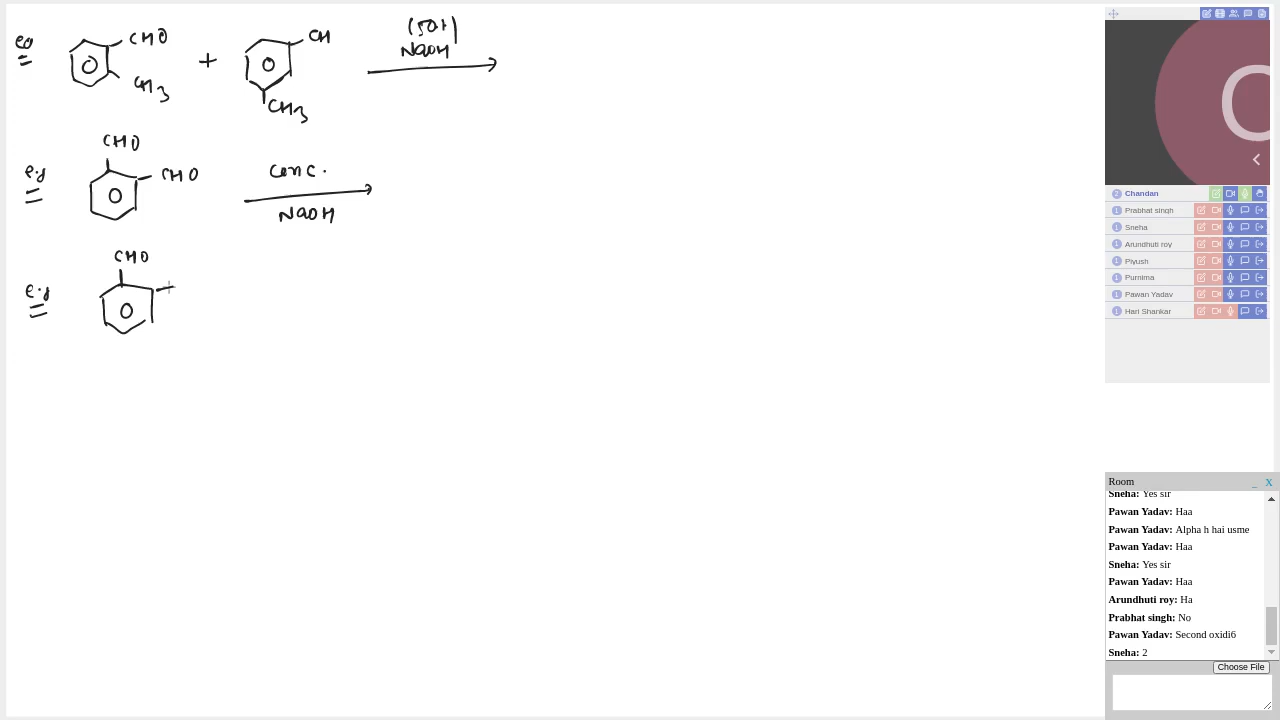 (50%)
eg CHO + CH NaOH
CH3 CH3
CHO
e.g CHO conc.
NaOH
CHO
e.g
C
Chandan
Prabhat singh
Sneha
Arundhuti roy
Piyush
Purnima
Pawan Yadav
Hari Shankar
Room _ X
Sneha: Yes sir
Pawan Yadav: Haa
Pawan Yadav: Alpha h hai usme
Pawan Yadav: Haa
Sneha: Yes sir
Pawan Yadav: Haa
Arundhuti roy: Ha
Prabhat singh: No
Pawan Yadav: Second oxidi6
Sneha: 2
Choose File